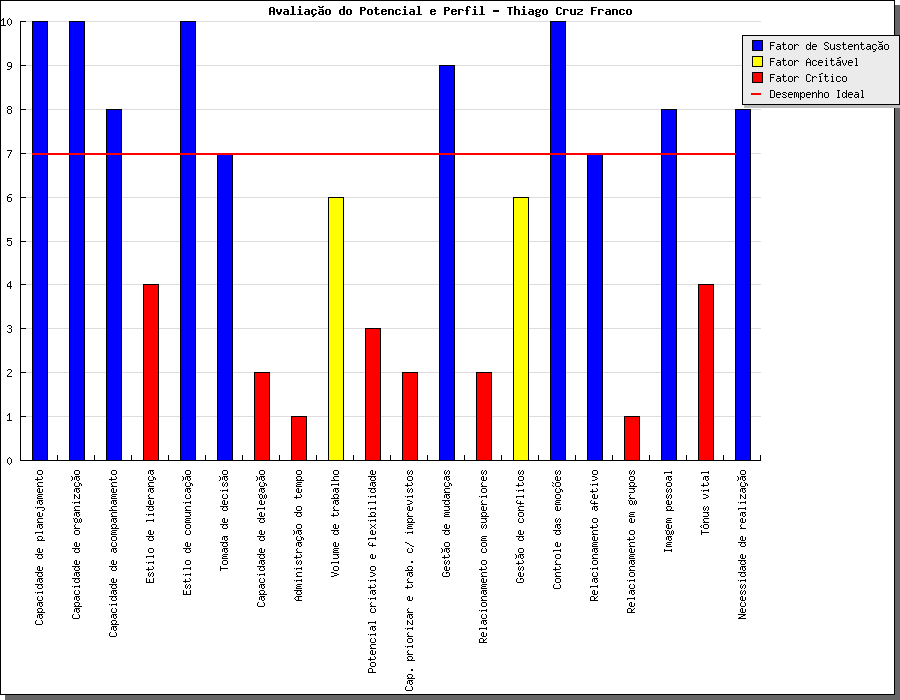 Avaliação do Potencial e Perfil - Thiago Cruz Franco
Fator de Sustentação
Fator Aceitável
Fator Crítico
Desempenho Ideal
10
9
8
7
6
5
4
3
2
1
0
Capacidade de planejamento
Capacidade de organização
Capacidade de acompanhamento
Estilo de liderança
Estilo de comunicação
Tomada de decisão
Capacidade de delegação
Administração do tempo
Volume de trabalho
Potencial criativo e flexibilidade
Cap. priorizar e trab. c/ imprevistos
Gestão de mudanças
Relacionamento com superiores
Gestão de conflitos
Controle das emoções
Relacionamento afetivo
Relacionamento em grupos
Imagem pessoal
Tônus vital
Necessidade de realização